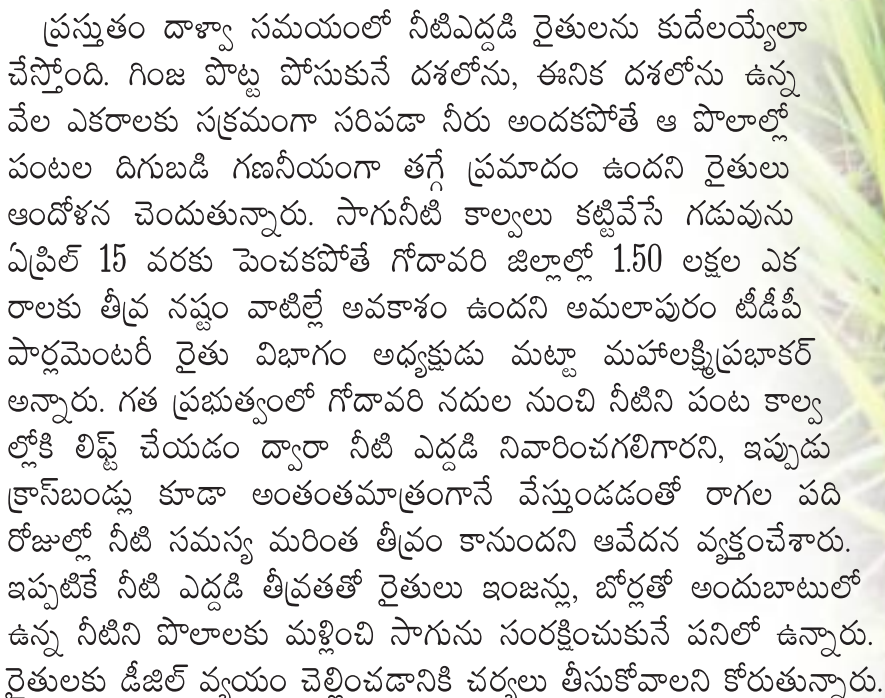 ప్రస్తుతం దాళ్వా సమయంలో నీటిఎద్దడి రైతులను కుదేలయ్యేలా
చేస్తోంది. గింజ పొట్ట పోసుకునే దశలోను, ఈనిక దశలోను ఉన్న
వేల ఎకరాలకు సక్రమంగా సరిపడా నీరు అందకపోతే ఆ పొలాల్లో
పంటల దిగుబడి గణనీయంగా తగ్గే ప్రమాదం ఉందని రైతులు
ఆందోళన చెందుతున్నారు. సాగునీటి కాల్వలు కట్టివేసే గడువును
ఏప్రిల్ 15 వరకు పెంచకపోతే గోదావరి జిల్లాల్లో 1.50 లక్షల ఎక
రాలకు తీవ్ర నష్టం వాటిల్లే అవకాశం ఉందని అమలాపురం టీడీపీ
పార్లమెంటరీ రైతు విభాగం అధ్యక్షుడు మట్టా మహాలక్ష్మిప్రభాకర్
అన్నారు. గత ప్రభుత్వంలో గోదావరి నదుల నుంచి నీటిని పంట కాల్వ
ల్లోకి లిఫ్ట్ చేయడం ద్వారా నీటి ఎద్దడి నివారించగలిగారని, ఇప్పుడు
క్రాస్‌బండ్లు కూడా అంతంతమాత్రంగానే వేస్తుండడంతో రాగల పది
రోజుల్లో నీటి సమస్య మరింత తీవ్రం కానుందని ఆవేదన వ్యక్తంచేశారు.
ఇప్పటికే నీటి ఎద్దడి తీవ్రతతో రైతులు ఇంజన్లు, బోర్లతో అందుబాటులో
ఉన్న నీటిని పొలాలకు మళ్లించి సాగును సంరక్షించుకునే పనిలో ఉన్నారు.
రైతులకు డీజిల్ వ్యయం చెల్లించడానికి చర్యలు తీసుకోవాలని కోరుతున్నారు.